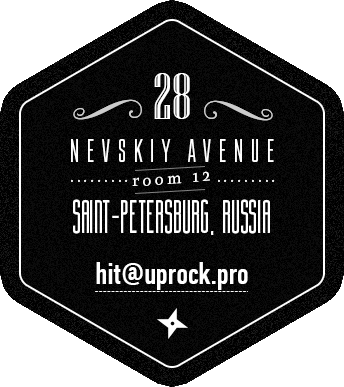 28
NEVSKIY AVENUE
room 12
SAINT-PETERSBURG, RUSSIA
hit@uprock.pro